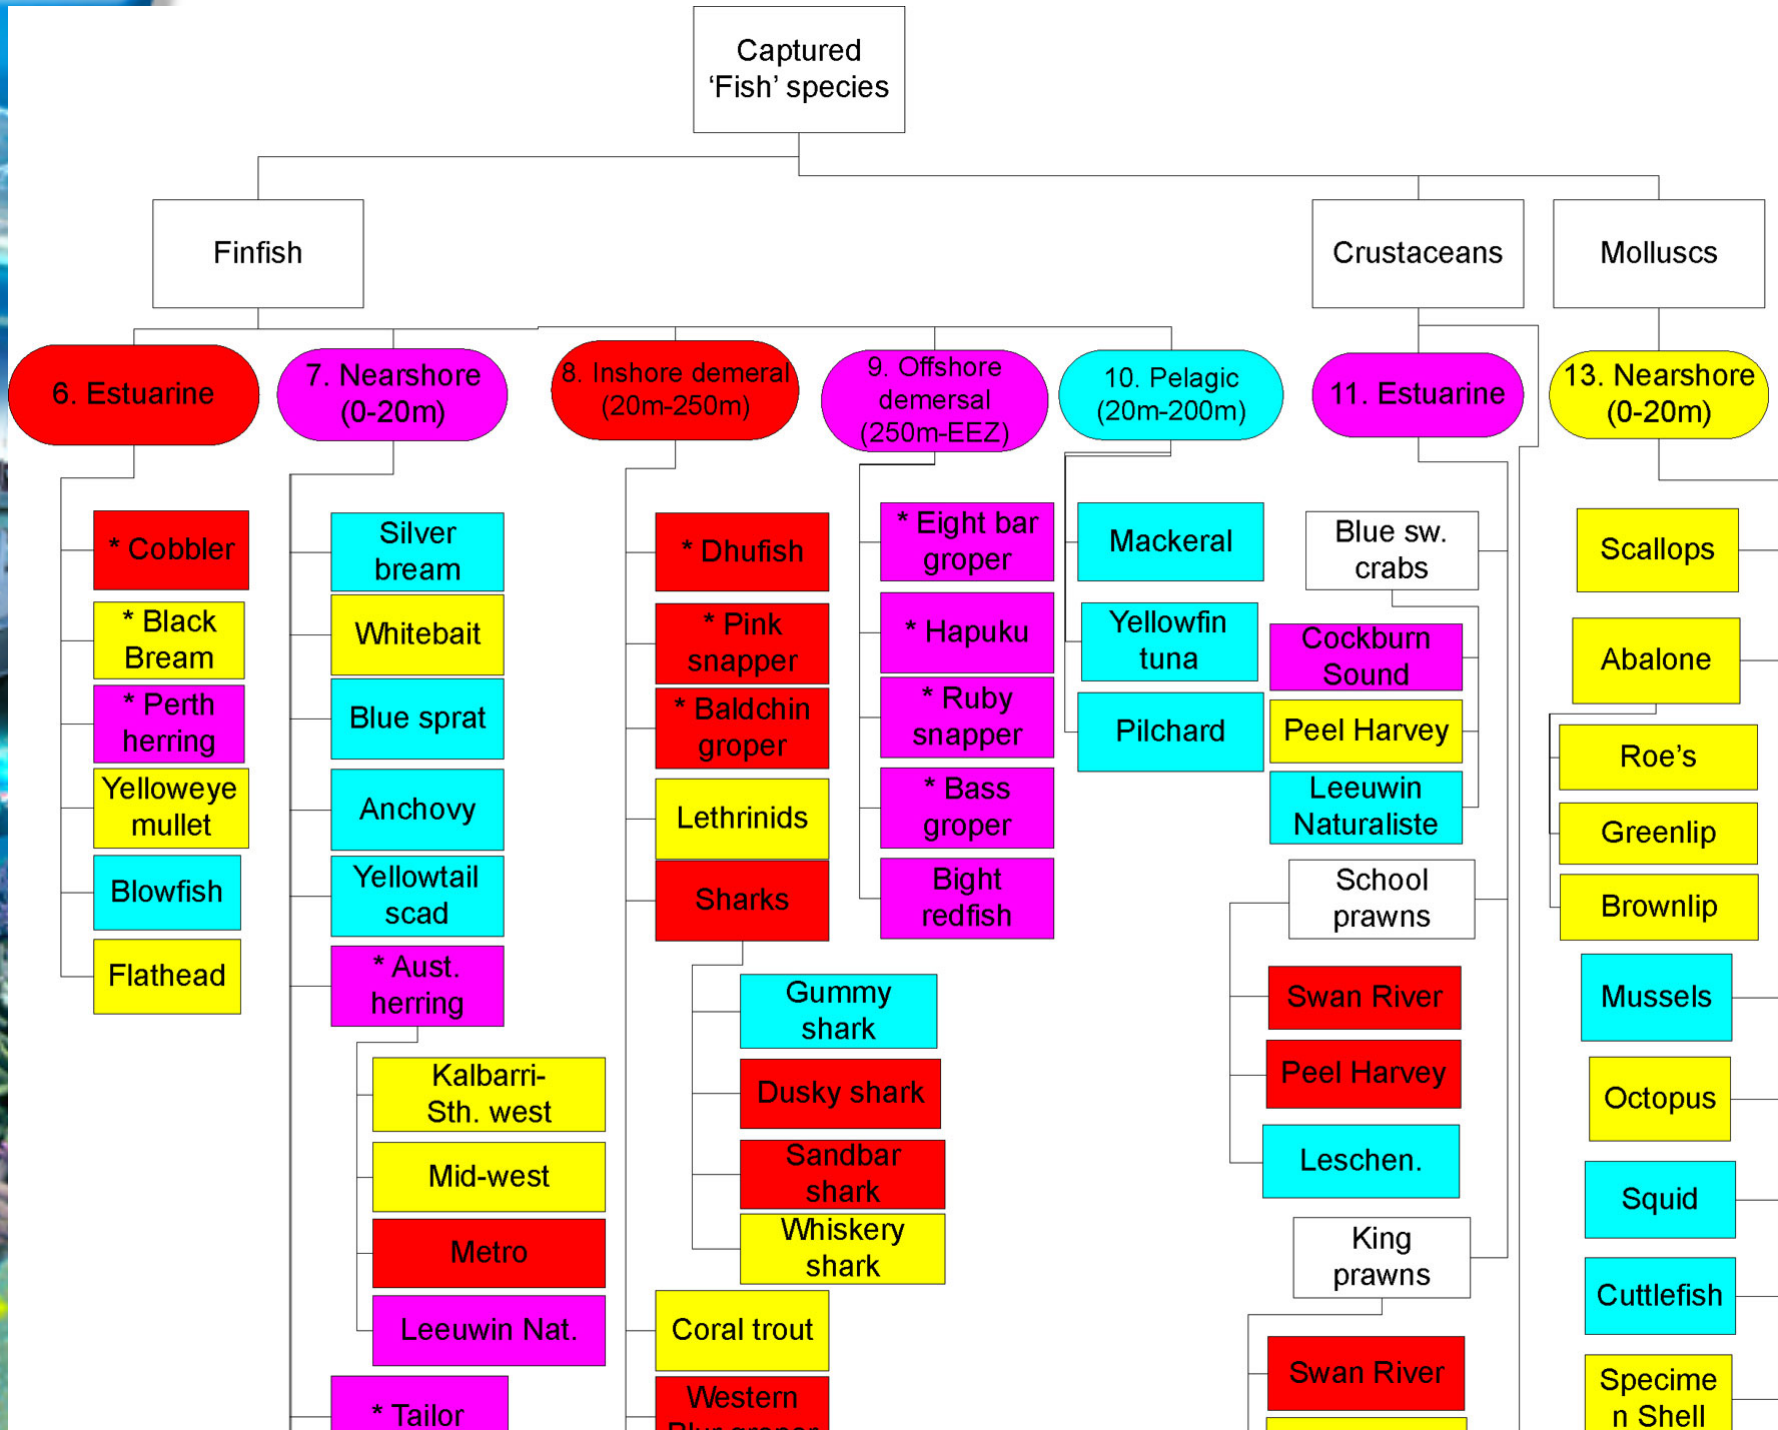 Captured
‘Fish’ species
Finfish
Crustaceans
Molluscs
6. Estuarine
7. Nearshore
(0-20m)
8. Inshore demeral
(20m-250m)
9. Offshore
demersal
(250m-EEZ)
10. Pelagic
(20m-200m)
11. Estuarine
13. Nearshore
(0-20m)
* Cobbler
* Black
Bream
* Perth
herring
Yelloweye
mullet
Blowfish
Flathead
Silver
bream
Whitebait
Blue sprat
Anchovy
Yellowtail
scad
* Aust.
herring
Kalbarri-
Sth. west
Mid-west
Metro
Leeuwin Nat.
* Tailor
* Dhufish
* Pink
snapper
* Baldchin
groper
Lethrinids
Sharks
Gummy
shark
Dusky shark
Sandbar
shark
Whiskery
shark
Coral trout
Western
* Eight bar
groper
* Hapuku
* Ruby
snapper
* Bass
groper
Bight
redfish
Mackeral
Yellowfin
tuna
Pilchard
Blue sw.
crabs
Cockburn
Sound
Peel Harvey
Leeuwin
Naturaliste
School
prawns
Swan River
Peel Harvey
Leschen.
King
prawns
Swan River
Scallops
Abalone
Roe’s
Greenlip
Brownlip
Mussels
Octopus
Squid
Cuttlefish
Specime
n Shell